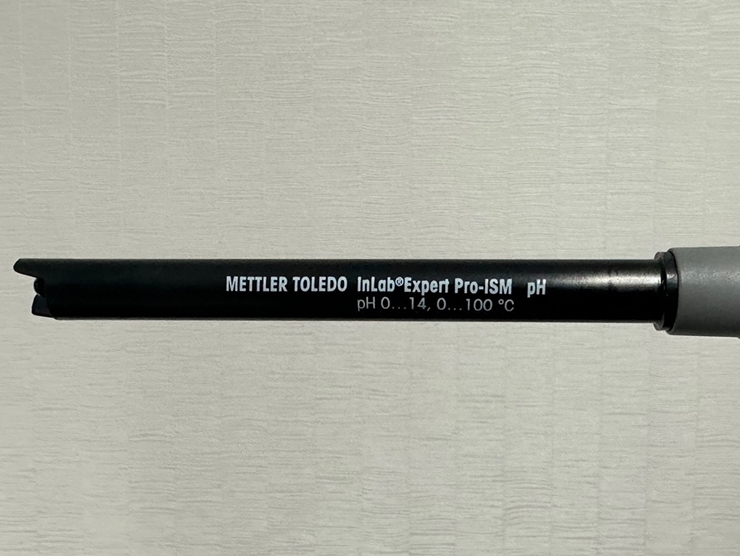 METTLER TOLEDO InLab®Expert Pro-ISM pH
pH 0...14, 0...100 °C